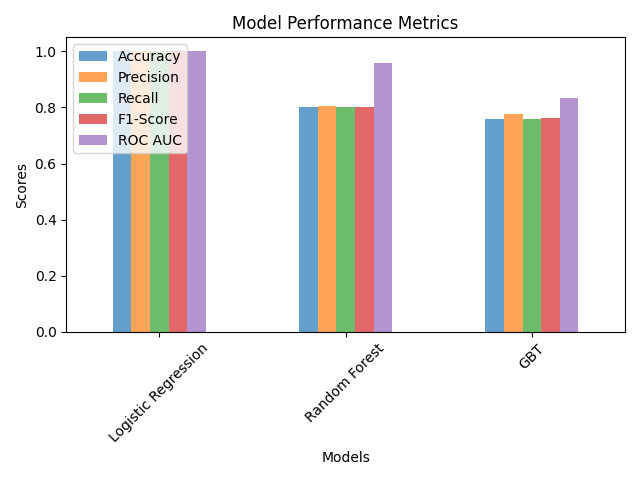 Model Performance Metrics
1.0
0.8
0.6
0.4
0.2
0.0
Scores
Accuracy
Precision
Recall
F1-Score
ROC AUC
Logistic Regression
Random Forest
GBT
Models